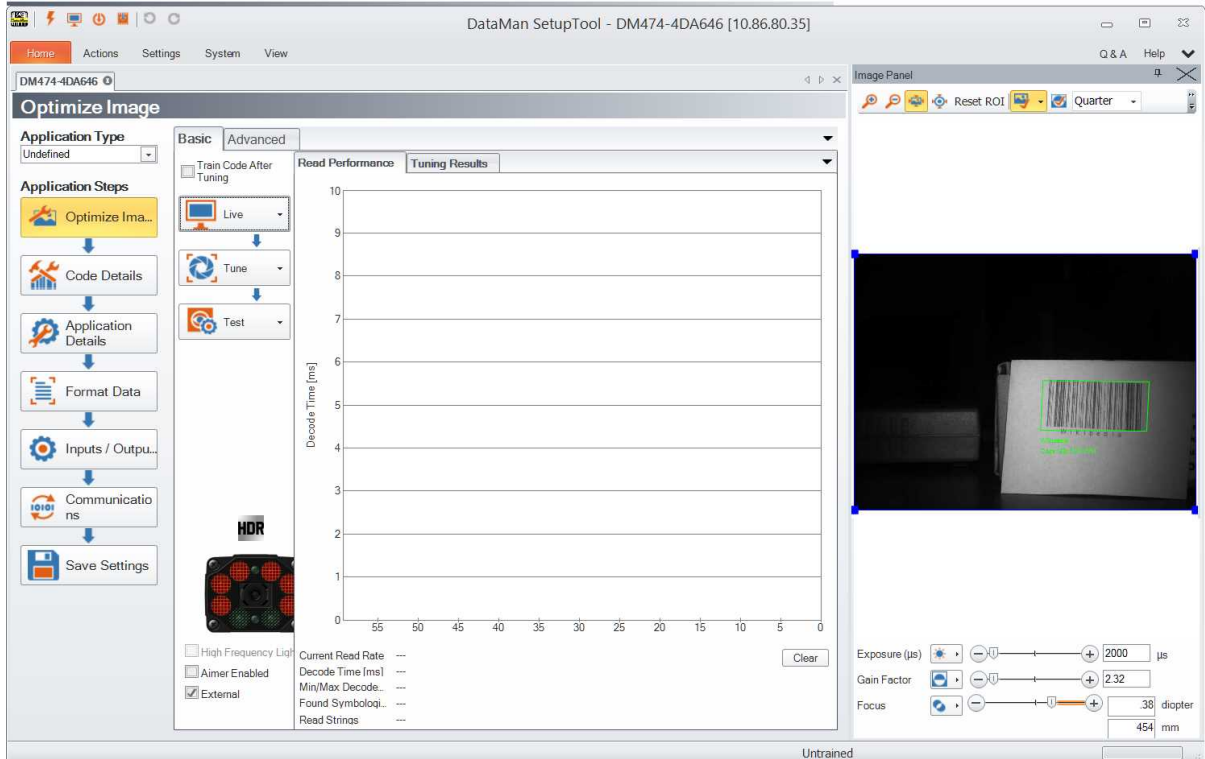 DataMan SetupTool - DM474-4DA646 [10.86.80.35]
Home Actions Settings System View
Q & A Help
DM474-4DA646
Image Panel
Optimize Image
Reset ROI Quarter
Application Type
Undefined
Application Steps
Optimize Ima...
Code Details
Application
Details
Format Data
Inputs / Outpu...
Communicatio
ns
Save Settings
Basic Advanced
Train Code After
Tuning
Live
Tune
Test
HDR
High Frequency Ligh
Aimer Enabled
External
Read Performance Tuning Results
10
9
8
7
6
5
4
3
2
1
0
Decode Time [ms]
55 50 45 40 35 30 25 20 15 10 5 0
Current Read Rate ---
Clear
Decode Time [ms] ---
Min/Max Decode.. ---
Found Symbologi.. ---
Read Strings ---
Wikipedia
Exposure (µs) 2000 µs
Gain Factor 2.32
Focus .38 diopter
454 mm
Untrained